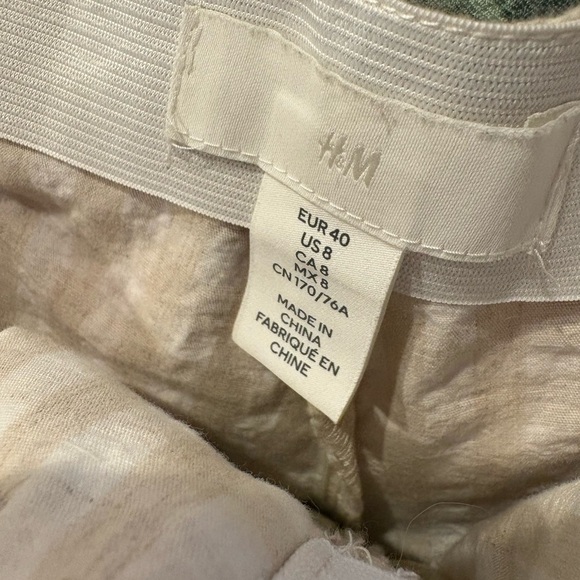 H&M
EUR 40
US 8
CA 8
MX 8
CN 170/76A
MADE IN
CHINA
FABRIQUÉ EN
CHINE